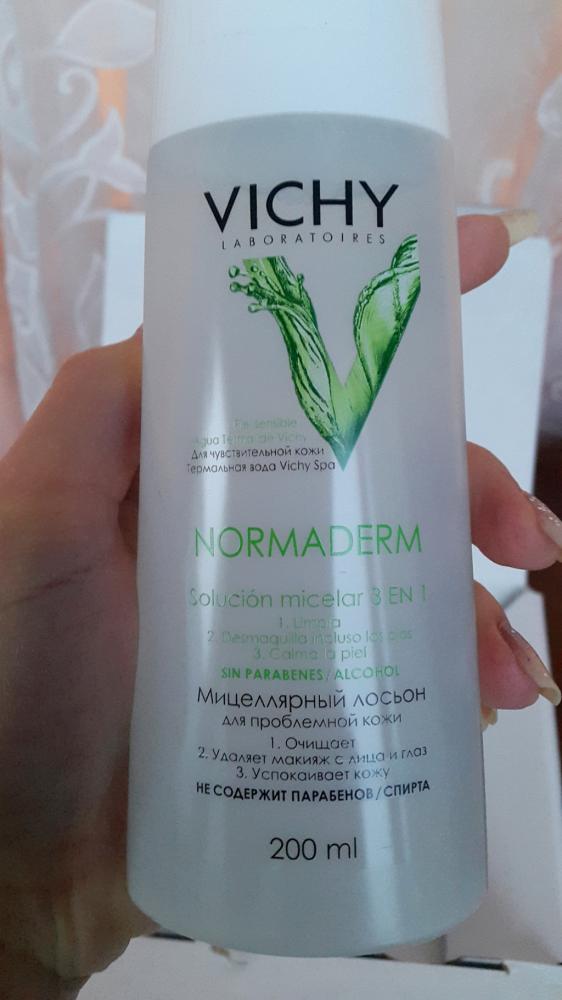 VICHY
LABORATOIRES
Piel sensible
Agua Termal de Vichy
Для чувствительной кожи
Термальная вода Vichy Spa
NORMADERM
Solución micelar 3 EN 1
1. Limpia
2. Desmaquilla incluso los ojos
3. Calma la piel
SIN PARABENES / ALCOHOL
Мицеллярный лосьон
для проблемной кожи
1. Очищает
2. Удаляет макияж с лица и глаз
3. Успокаивает кожу
НЕ СОДЕРЖИТ ПАРАБЕНОВ / СПИРТА
200 ml